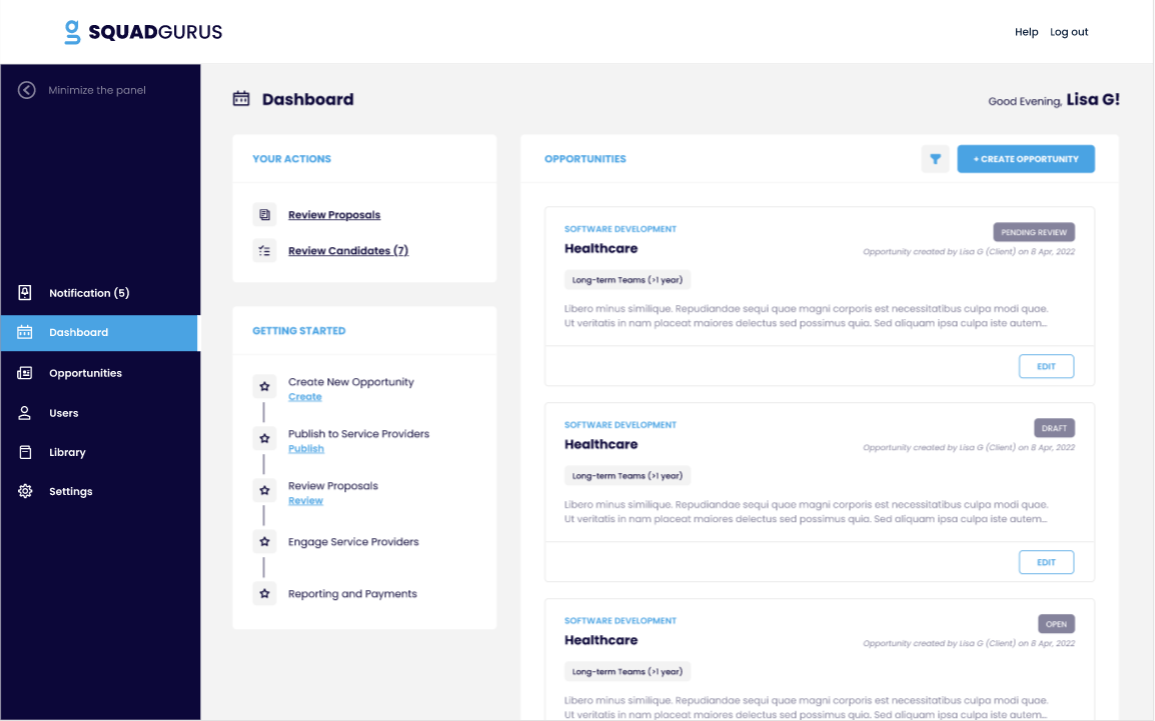 SQUADGURUS
Help
Log out
Minimize the panel
Notification (5)
Dashboard
Opportunities
Users
Library
Settings
Dashboard
Good Evening, Lisa G!
YOUR ACTIONS
Review Proposals
Review Candidates (7)
GETTING STARTED
Create New Opportunity
Create
Publish to Service Providers
Publish
Review Proposals
Review
Engage Service Providers
Reporting and Payments
OPPORTUNITIES
+ CREATE OPPORTUNITY
SOFTWARE DEVELOPMENT
PENDING REVIEW
Healthcare
Opportunity created by Lisa G (Client) on 8 Apr, 2022
Long-term Teams (>1 year)
Libero minus similique. Repudiandae sequi quae magni corporis est necessitatibus culpa modi quae.
Ut veritatis in nam placeat maiores delectus sed possimus quia. Sed aliquam ipsa culpa iste autem...
EDIT
SOFTWARE DEVELOPMENT
DRAFT
Healthcare
Opportunity created by Lisa G (Client) on 8 Apr, 2022
Long-term Teams (>1 year)
Libero minus similique. Repudiandae sequi quae magni corporis est necessitatibus culpa modi quae.
Ut veritatis in nam placeat maiores delectus sed possimus quia. Sed aliquam ipsa culpa iste autem...
EDIT
SOFTWARE DEVELOPMENT
OPEN
Healthcare
Opportunity created by Lisa G (Client) on 8 Apr, 2022
Long-term Teams (>1 year)
Libero minus similique. Repudiandae sequi quae magni corporis est necessitatibus culpa modi quae.
Ut veritatis in nam placeat maiores delectus sed possimus quia. Sed aliquam ipsa culpa iste autem...